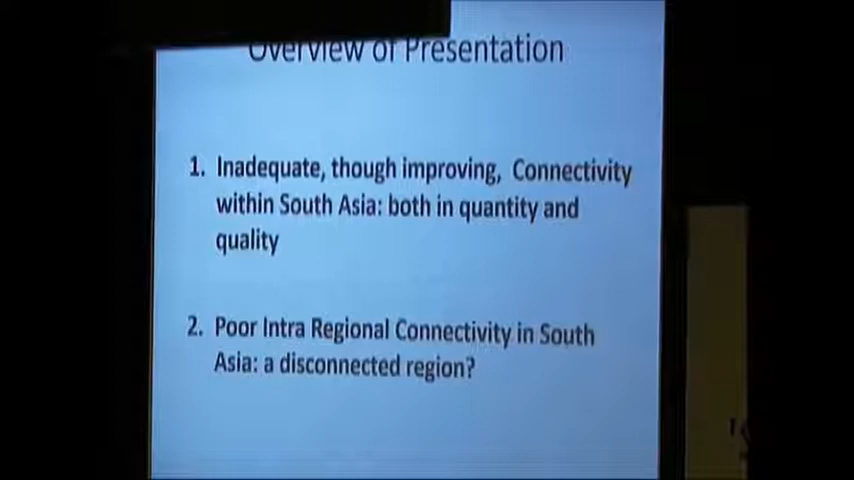 Overview of Presentation
1. Inadequate, though improving, Connectivity
within South Asia: both in quantity and
quality
2. Poor Intra Regional Connectivity in South
Asia: a disconnected region?